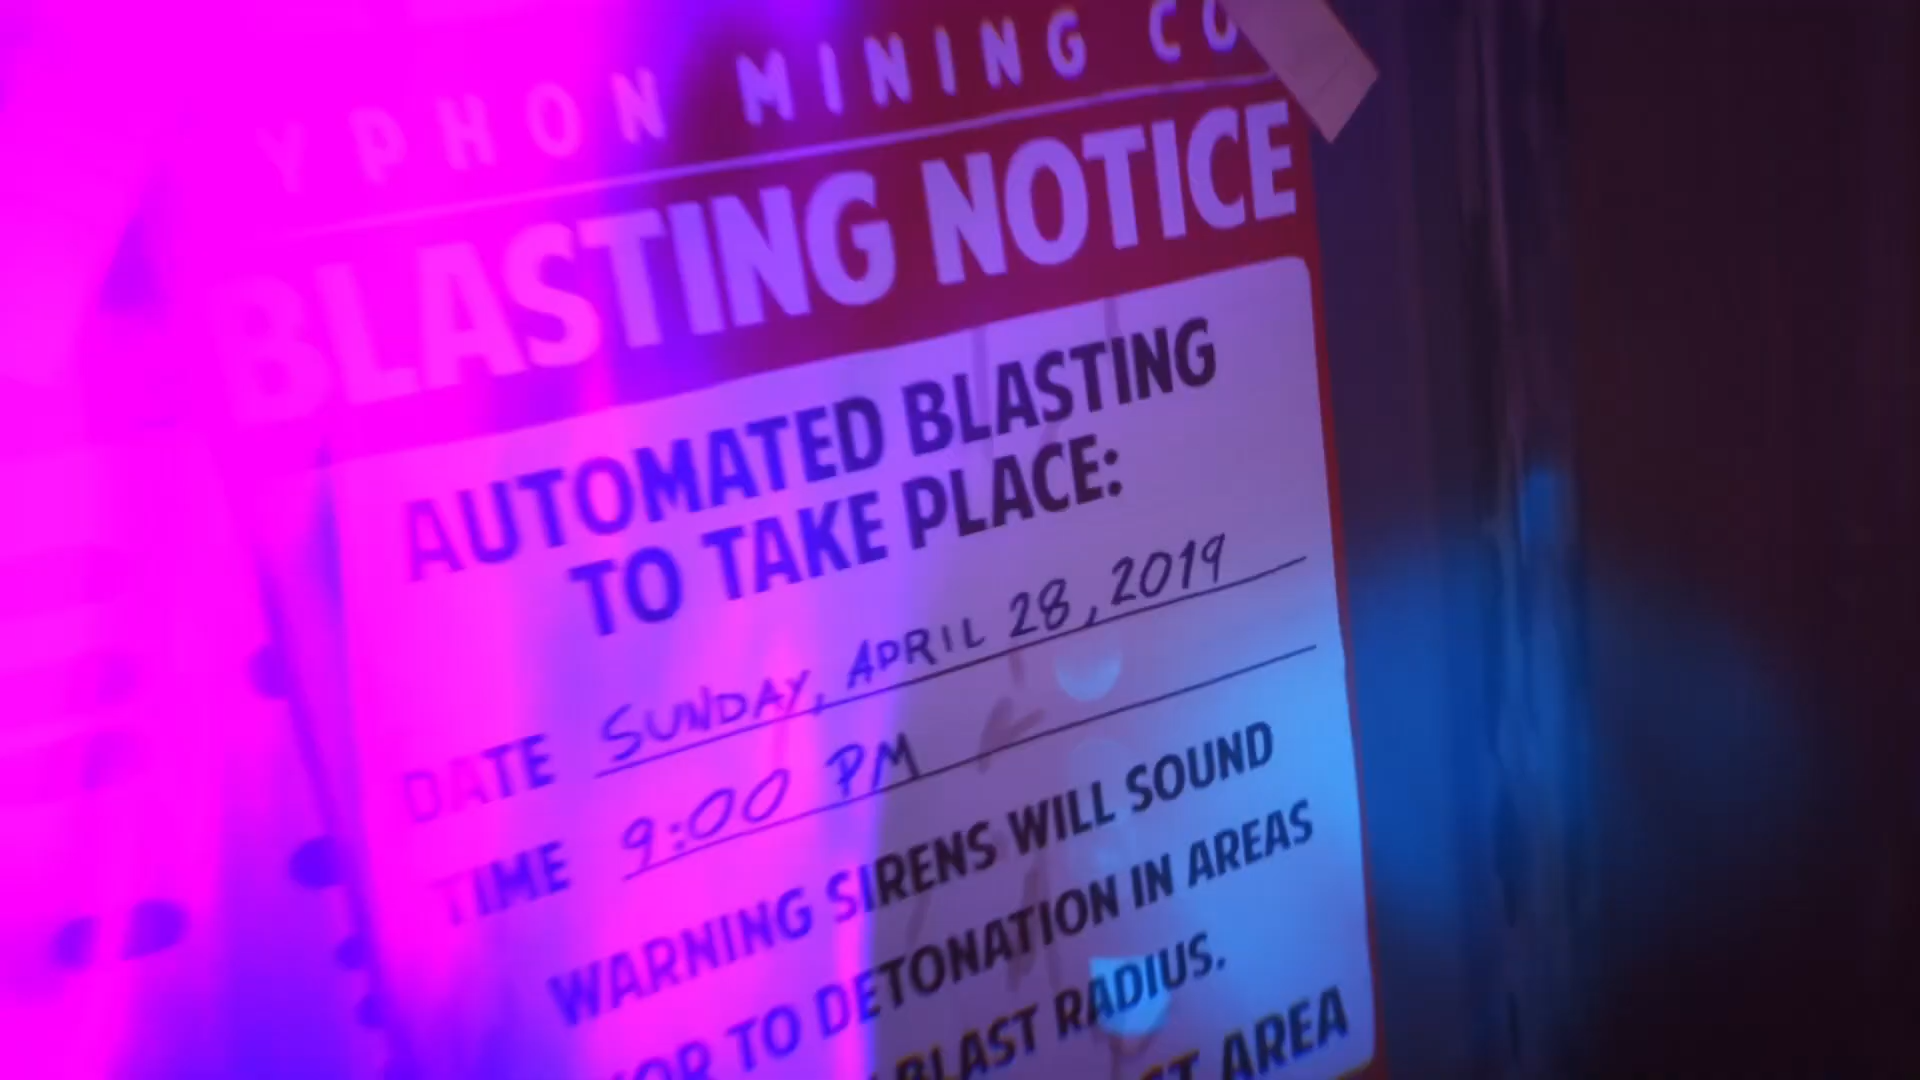 YPHON MINING CO
BLASTING NOTICE
AUTOMATED BLASTING
TO TAKE PLACE:
DATE SUNDAY, APRIL 28, 2019
TIME 9:00 PM
WARNING SIRENS WILL SOUND
TO DETONATION IN AREAS
BLAST RADIUS.
AREA